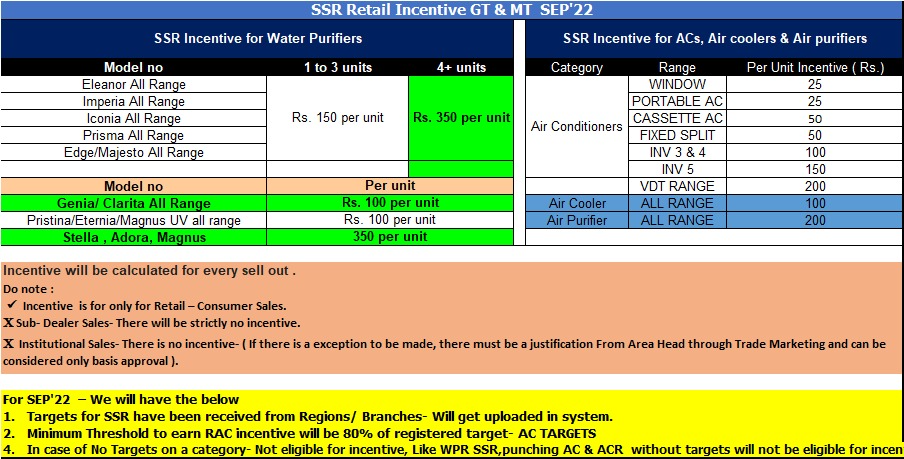 SSR Retail Incentive GT & MT SEP'22
SSR Incentive for Water Purifiers
Model no 1 to 3 units 4+ units
Eleanor All Range
Imperia All Range
Iconia All Range Rs. 150 per unit Rs. 350 per unit
Prisma All Range
Edge/Majesto All Range
Model no Per unit
Genia/ Clarita All Range Rs. 100 per unit
Pristina/Eternia/Magnus UV all range Rs. 100 per unit
Stella , Adora, Magnus 350 per unit
SSR Incentive for ACs, Air coolers & Air purifiers
Category Range Per Unit Incentive ( Rs.)
WINDOW 25
PORTABLE AC 25
CASSETTE AC 50
Air Conditioners FIXED SPLIT 50
INV 3 & 4 100
INV 5 150
VDT RANGE 200
Air Cooler ALL RANGE 100
Air Purifier ALL RANGE 200
Incentive will be calculated for every sell out .
Do note :
✓ Incentive is for only for Retail – Consumer Sales.
X Sub- Dealer Sales- There will be strictly no incentive.
X Institutional Sales- There is no incentive- ( If there is a exception to be made, there must be a justification From Area Head through Trade Marketing and can be
considered only basis approval ).
For SEP'22 – We will have the below
1. Targets for SSR have been received from Regions/ Branches- Will get uploaded in system.
2. Minimum Threshold to earn RAC incentive will be 80% of registered target- AC TARGETS
4. In case of No Targets on a category- Not eligible for incentive, Like WPR SSR,punching AC & ACR without targets will not be eligible for incen